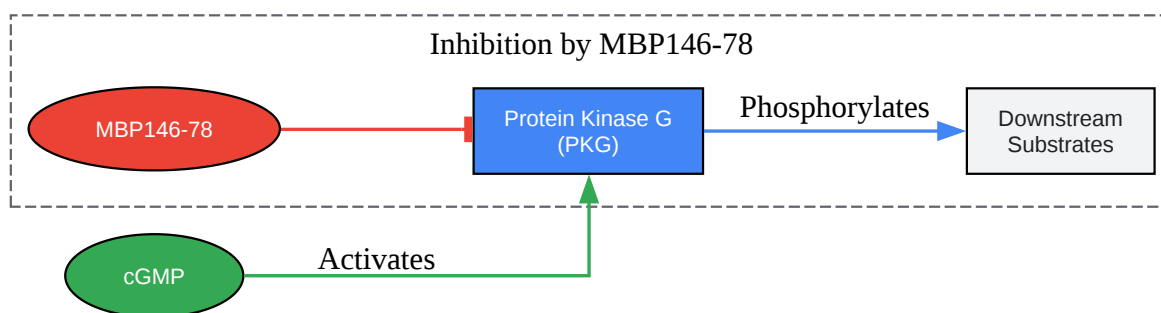 Inhibition by MBP146-78
MBP146-78
Protein Kinase G
(PKG)
Phosphorylates
Downstream
Substrates
cGMP
Activates